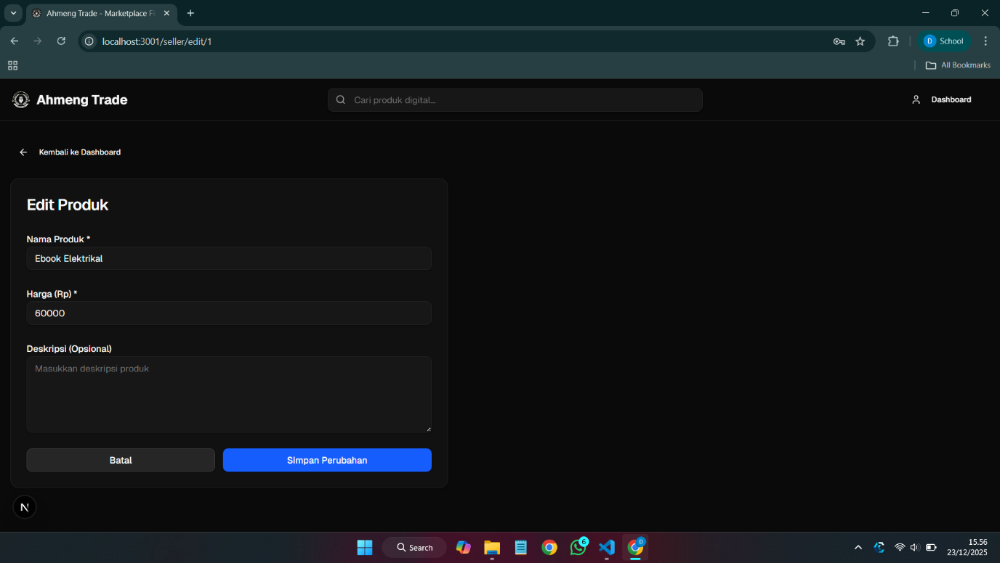 Ahmeng Trade - Marketplace Fi
localhost:3001/seller/edit/1
D School
All Bookmarks
Ahmeng Trade
Cari produk digital...
Dashboard
Kembali ke Dashboard
Edit Produk
Nama Produk *
Ebook Elektrikal
Harga (Rp) *
60000
Deskripsi (Opsional)
Masukkan deskripsi produk
Batal
Simpan Perubahan
N
Search
6
D
15.56
23/12/2025